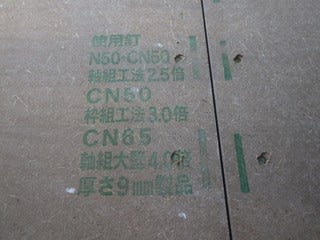 使用釘
N50・CN50
軸組工法2.5倍
CN50
枠組工法3.0倍
CN65
軸組大壁4.0倍
厚さ9mm製品